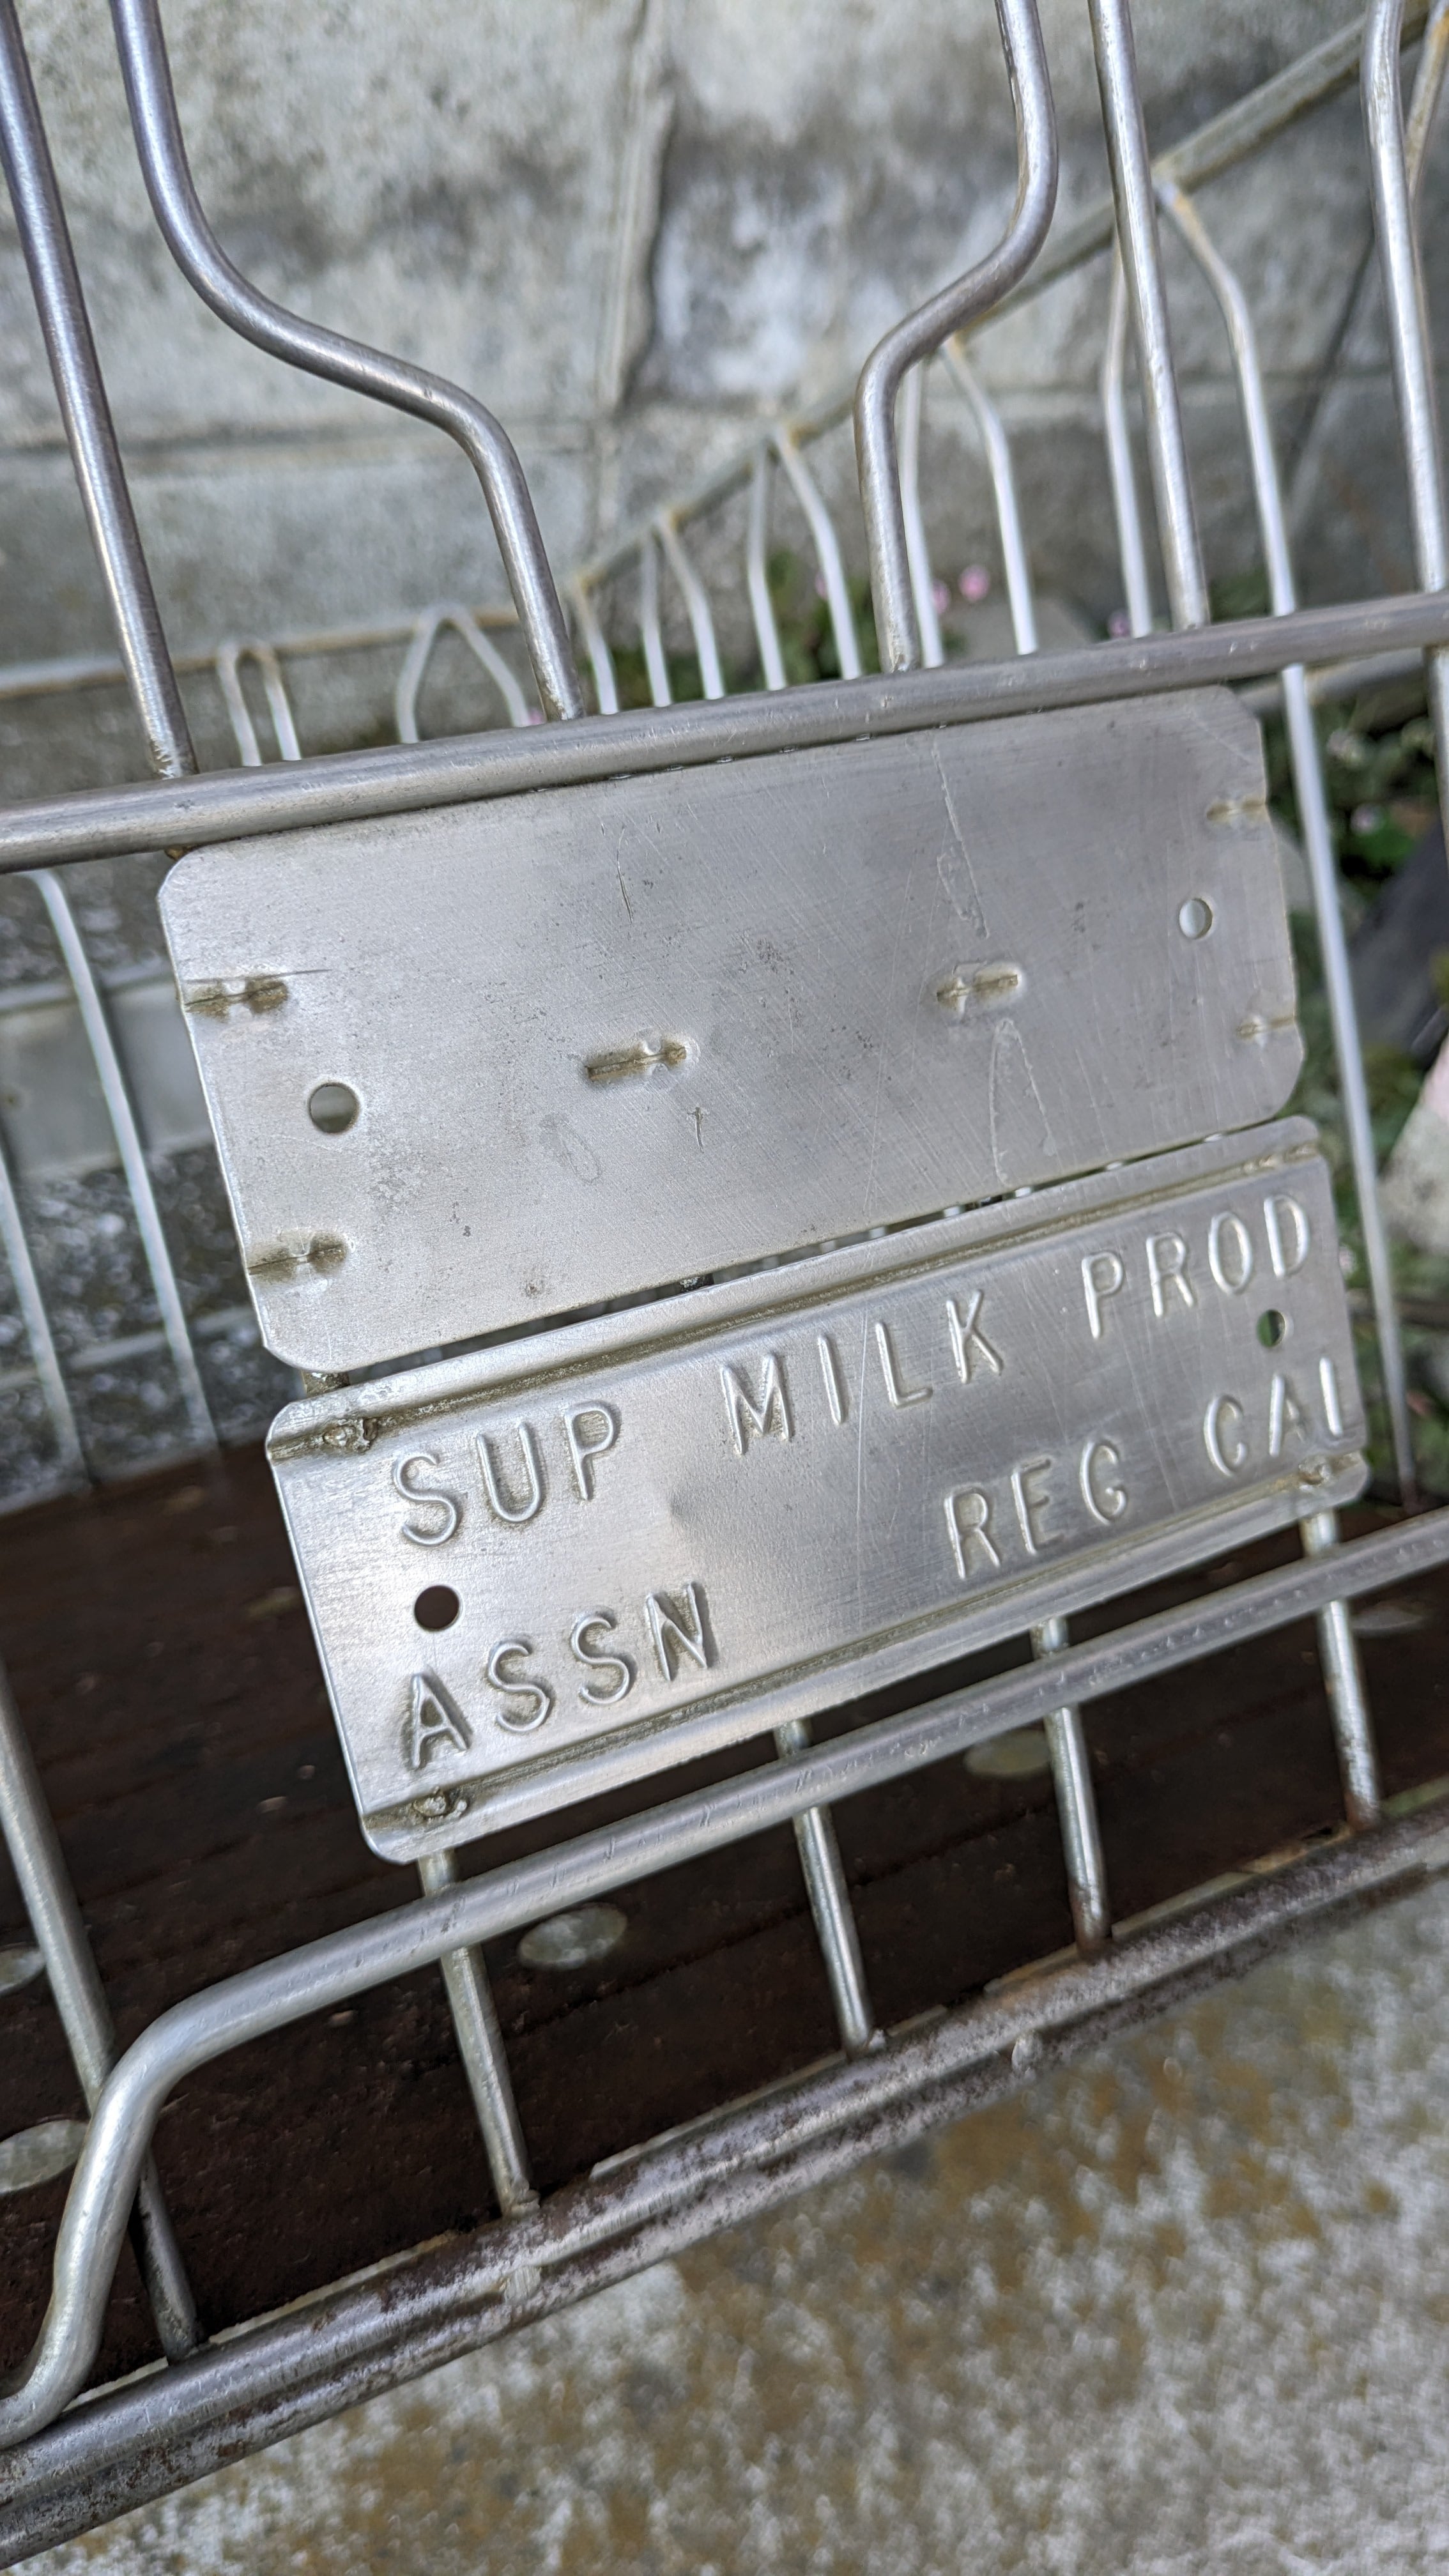 SUP MILK PROD
ASSN REG CAL